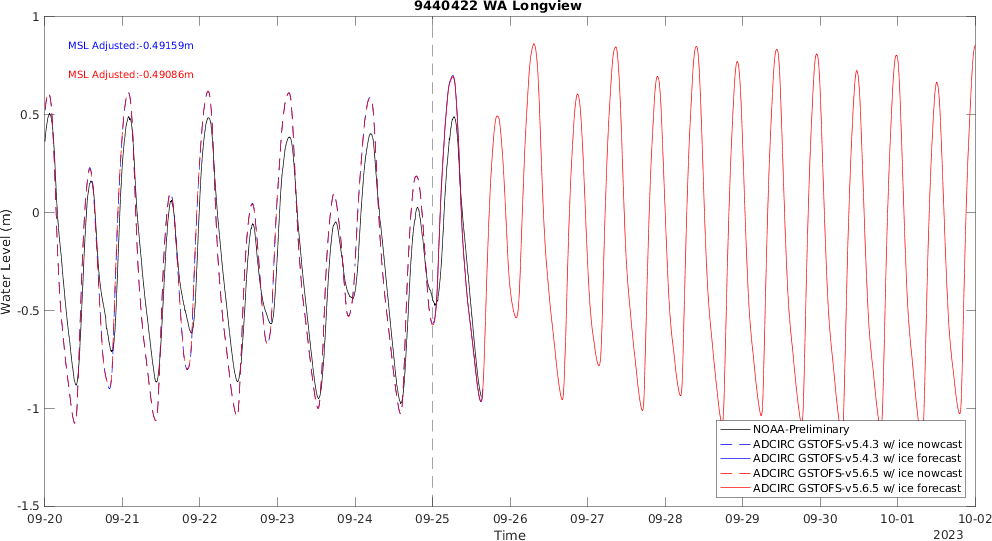 9440422 WA Longview
MSL Adjusted:-0.49159m
MSL Adjusted:-0.49086m
Water Level (m)
1
0.5
0
-0.5
-1
-1.5
NOAA-Preliminary
ADCIRC GSTOFS-v5.4.3 w/ ice nowcast
ADCIRC GSTOFS-v5.4.3 w/ ice forecast
ADCIRC GSTOFS-v5.6.5 w/ ice nowcast
ADCIRC GSTOFS-v5.6.5 w/ ice forecast
09-20 09-21 09-22 09-23 09-24 09-25 09-26 09-27 09-28 09-29 09-30 10-01 10-02
Time
2023